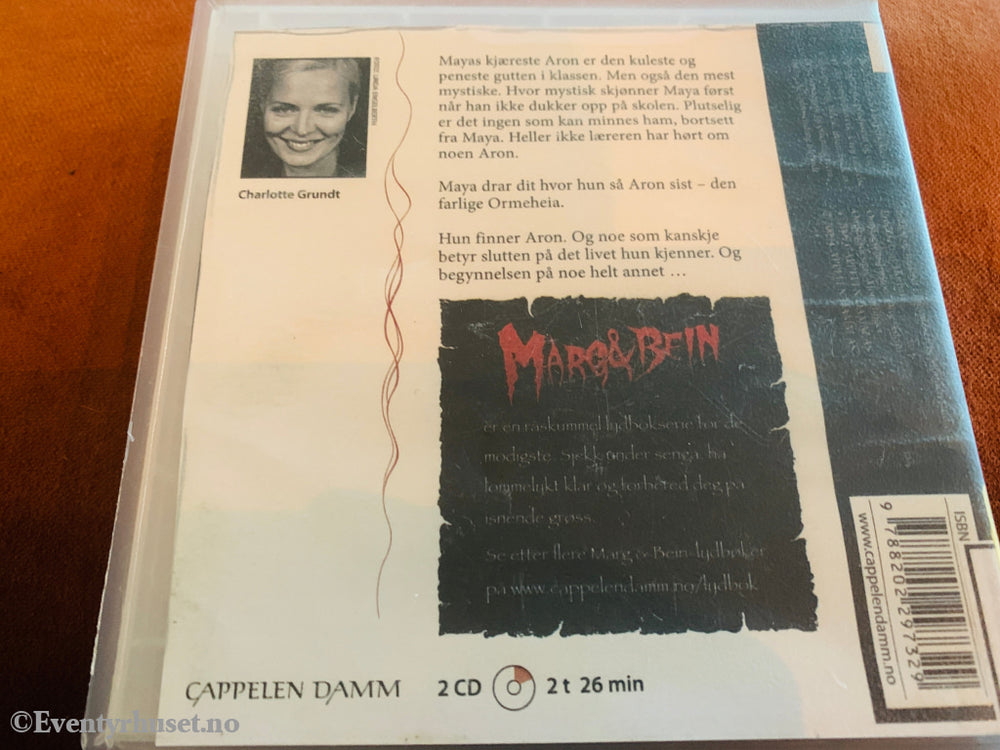 Charlotte Grundt
Mayas kjæreste Aron er den kuleste og
peneste gutten i klassen. Men også den mest
mystiske. Hvor mystisk skjønner Maya først
når han ikke dukker opp på skolen. Plutselig
er det ingen som kan minnes ham, bortsett
fra Maya. Heller ikke læreren har hørt om
noen Aron.
Maya drar dit hvor hun så Aron sist – den
farlige Ormeheia.
Hun finner Aron. Og noe som kanskje
betyr slutten på det livet hun kjenner. Og
begynnelsen på noe helt annet ...
MARG & BEIN
er en råskummel lydbokserie for de
modigste. Sjekk under senga, ha
lommelykt klar og forbered deg på
isnende grøss.
Se etter flere Marg & Bein-lydbøker
på www.cappelendamm.no/lydbok
CAPPELEN DAMM
2 CD
2 t 26 min
ISBN
9 788202 297329
www.cappelendamm.no
©Eventyrhuset.no